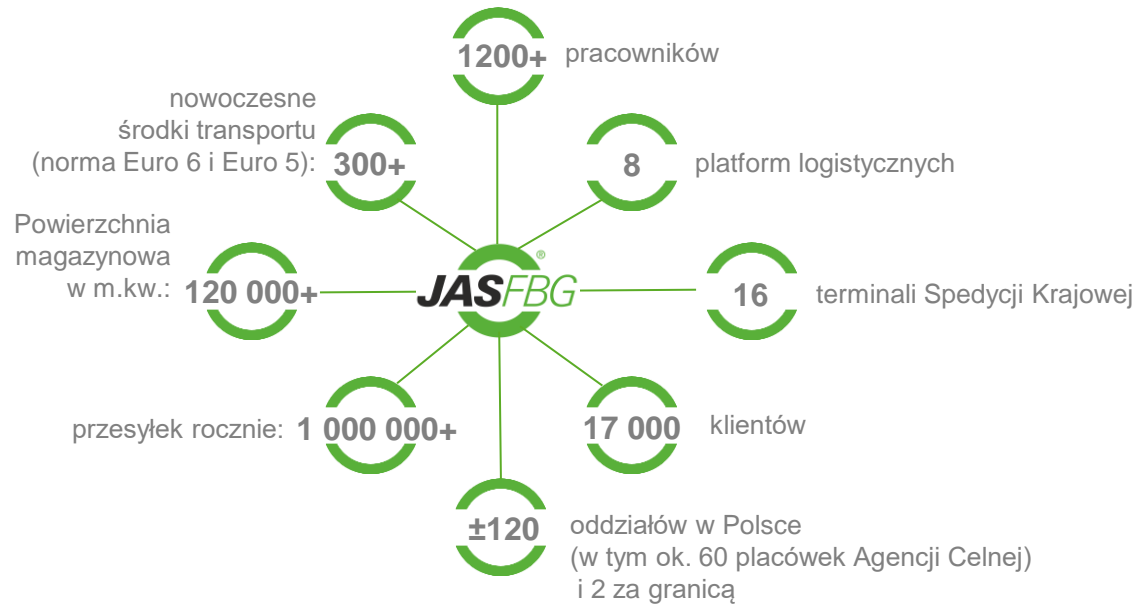 1200+ pracowników
nowoczesne
środki transportu
(norma Euro 6 i Euro 5): 300+
8 platform logistycznych
Powierzchnia
magazynowa
w m.kw.: 120 000+
JASFBG®
16 terminali Spedycji Krajowej
przesyłek rocznie: 1 000 000+
17 000 klientów
±120 oddziałów w Polsce
(w tym ok. 60 placówek Agencji Celnej)
i 2 za granicą